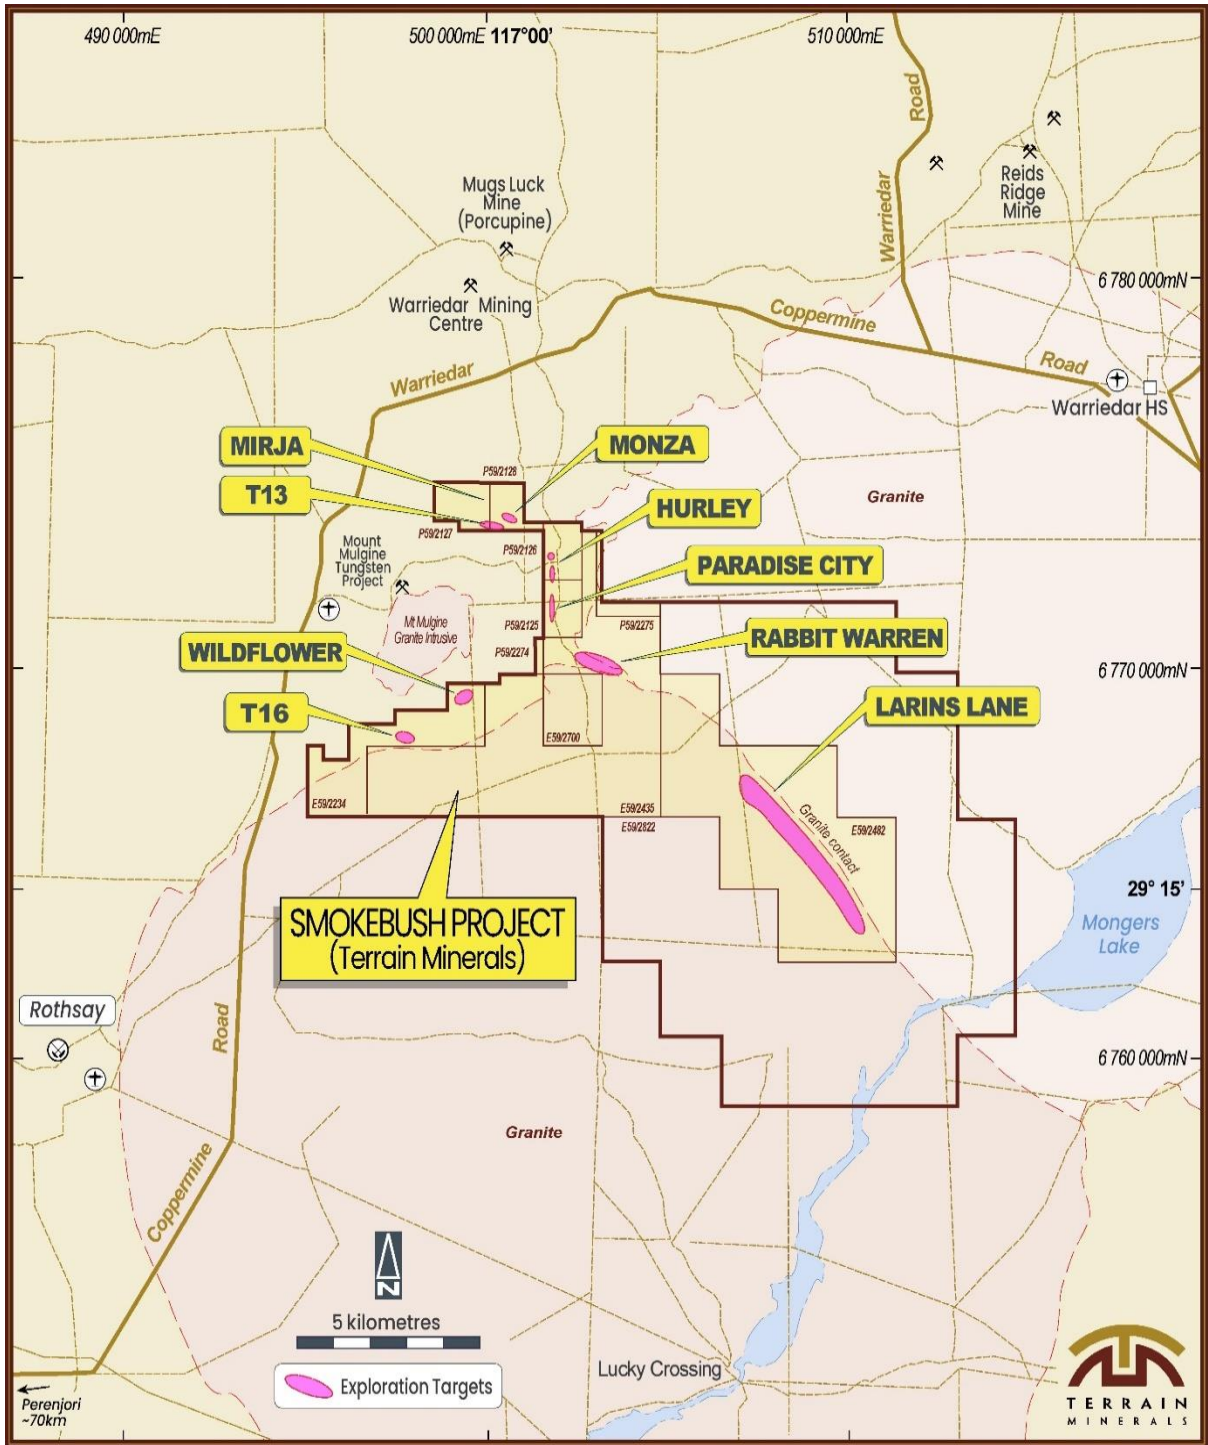 490 000mE
500 000mE 117°00'
510 000mE
Road
Warriedar
Reids
Ridge
Mine
Mugs Luck
Mine
(Porcupine)
Warriedar Mining
Centre
6 780 000mN
Coppermine
Road
Warriedar
Warriedar HS
MIRJA
MONZA
T13
P59/2128
HURLEY
Granite
P59/2127
P59/2126
Mount
Mulgine
Tungsten
Project
PARADISE CITY
Mt Mulgine
Granite Intrusive
P59/2125
P59/2275
RABBIT WARREN
P59/2274
WILDFLOWER
6 770 000mN
T16
LARINS LANE
E59/2700
E59/2234
E59/2435
E59/2822
Granite contact
E59/2482
29° 15'
SMOKEBUSH PROJECT
(Terrain Minerals)
Mongers
Lake
Rothsay
Road
6 760 000mN
Granite
Coppermine
N
5 kilometres
Lucky Crossing
Exploration Targets
Perenjori
~70km
TERRAIN
MINERALS